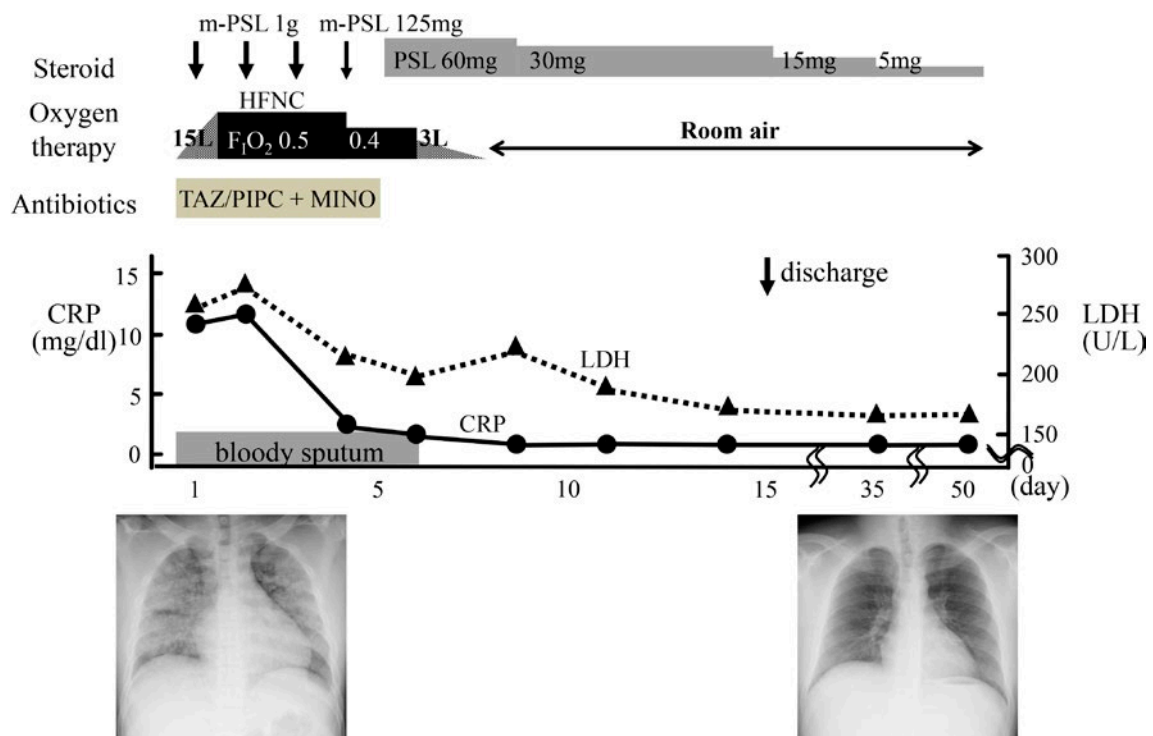 m-PSL 1g m-PSL 125mg
Steroid PSL 60mg 30mg 15mg 5mg
HFNC
Oxygen therapy 15L FIO2 0.5 0.4 3L Room air
Antibiotics TAZ/PIPC + MINO
discharge
CRP (mg/dl)
15
10
5
0
LDH (U/L)
300
250
200
150
0
LDH
CRP
bloody sputum
1 5 10 15 35 50 (day)